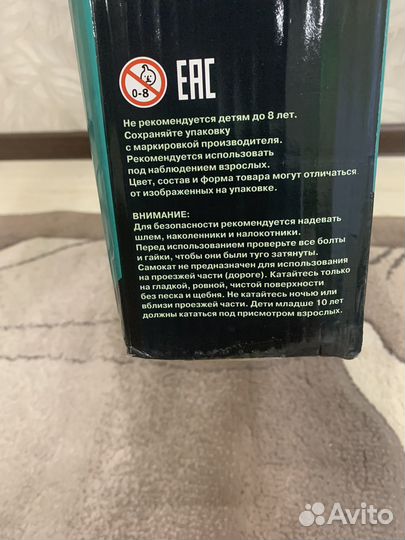 0-8
EAC
Не рекомендуется детям до 8 лет.
Сохраняйте упаковку
с маркировкой производителя.
Рекомендуется использовать
под наблюдением взрослых.
Цвет, состав и форма товара могут отличаться
от изображенных на упаковке.
ВНИМАНИЕ:
Для безопасности рекомендуется надевать
шлем, наколенники и налокотники.
Перед использованием проверьте все болты
и гайки, чтобы они были туго затянуты.
Самокат не предназначен для использования
на проезжей части (дороге). Катайтесь только
на гладкой, ровной, чистой поверхности
без песка и щебня. Не катайтесь ночью или
вблизи проезжей части. Дети младше 10 лет
должны кататься под присмотром взрослых.
Avito